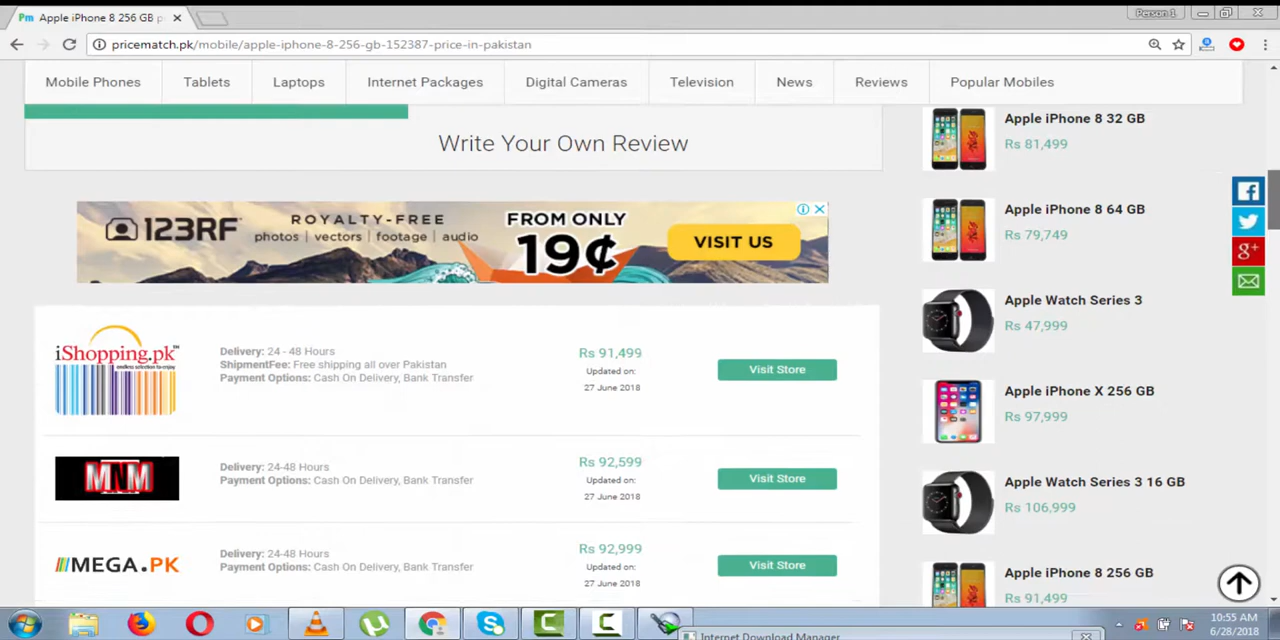 Apple iPhone 8 256 GB p
Person 1
pricematch.pk/mobile/apple-iphone-8-256-gb-152387-price-in-pakistan
Mobile Phones
Tablets
Laptops
Internet Packages
Digital Cameras
Television
News
Reviews
Popular Mobiles
Write Your Own Review
123RF
ROYALTY-FREE
photos | vectors | footage | audio
FROM ONLY
19¢
VISIT US
iShopping.pk
endless selection to enjoy
Delivery: 24 - 48 Hours
ShipmentFee: Free shipping all over Pakistan
Payment Options: Cash On Delivery, Bank Transfer
Rs 91,499
Updated on:
27 June 2018
Visit Store
MNM
Delivery: 24-48 Hours
Payment Options: Cash On Delivery, Bank Transfer
Rs 92,599
Updated on:
27 June 2018
Visit Store
MEGA.PK
Delivery: 24-48 Hours
Payment Options: Cash On Delivery, Bank Transfer
Rs 92,999
Updated on:
27 June 2018
Visit Store
Apple iPhone 8 32 GB
Rs 81,499
Apple iPhone 8 64 GB
Rs 79,749
Apple Watch Series 3
Rs 47,999
Apple iPhone X 256 GB
Rs 97,999
Apple Watch Series 3 16 GB
Rs 106,999
Apple iPhone 8 256 GB
Rs 91,499
Internet Download Manager
10:55 AM
6/28/2018